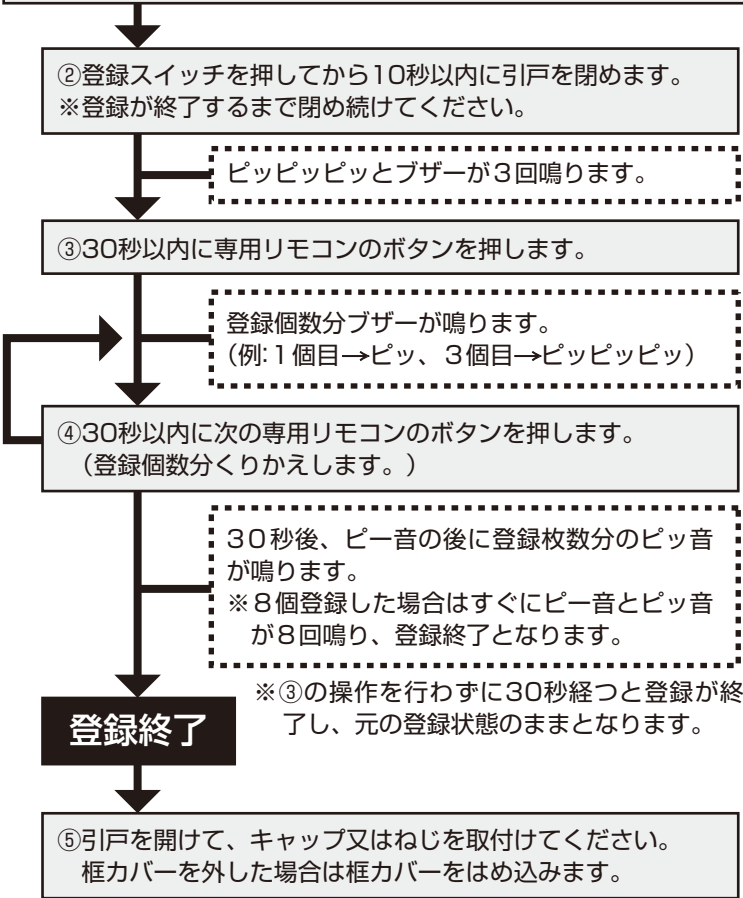 ②登録スイッチを押してから10秒以内に引戸を閉めます。
※登録が終了するまで閉め続けてください。
ピッピッピッとブザーが3回鳴ります。
③30秒以内に専用リモコンのボタンを押します。
登録個数分ブザーが鳴ります。
（例:1個目→ピッ、3個目→ピッピッピッ）
④30秒以内に次の専用リモコンのボタンを押します。
（登録個数分くりかえします。）
30秒後、ピー音の後に登録枚数分のピッ音
が鳴ります。
※8個登録した場合はすぐにピー音とピッ音
が8回鳴り、登録終了となります。
※③の操作を行わずに30秒経つと登録が終
了し、元の登録状態のままとなります。
登録終了
⑤引戸を開けて、キャップ又はねじを取付けてください。
框カバーを外した場合は框カバーをはめ込みます。